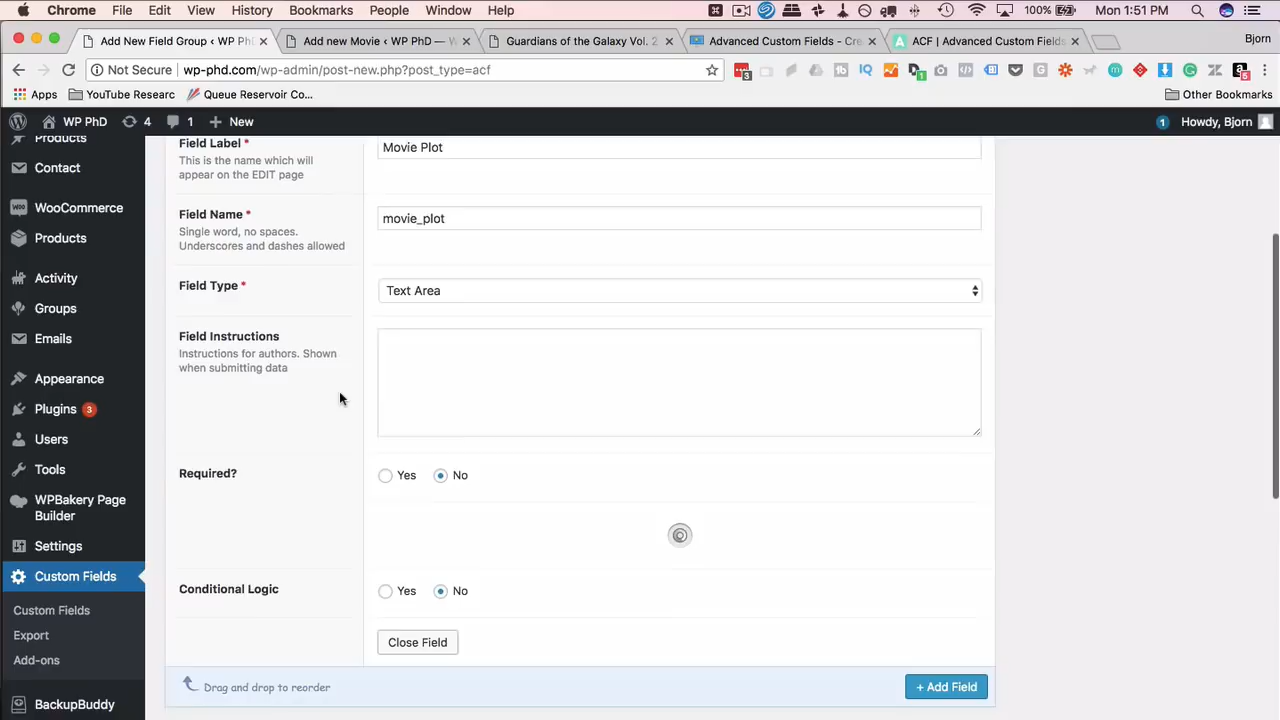 Chrome File Edit View History Bookmarks People Window Help 100% Mon 1:51 PM
Add New Field Group ‹ WP PhD Add new Movie ‹ WP PhD — W Guardians of the Galaxy Vol. 2 Advanced Custom Fields - Cre ACF | Advanced Custom Fields Bjorn
Not Secure wp-phd.com/wp-admin/post-new.php?post_type=acf
Apps YouTube Researc Queue Reservoir Co... Other Bookmarks
WP PhD 4 1 New 1 Howdy, Bjorn
Products
Contact
WooCommerce
Products
Activity
Groups
Emails
Appearance
Plugins 3
Users
Tools
WPBakery Page
Builder
Settings
Custom Fields
Custom Fields
Export
Add-ons
BackupBuddy
Field Label *
This is the name which will
appear on the EDIT page
Movie Plot
Field Name *
Single word, no spaces.
Underscores and dashes allowed
movie_plot
Field Type *
Text Area
Field Instructions
Instructions for authors. Shown
when submitting data
Required?
Yes No
Conditional Logic
Yes No
Close Field
Drag and drop to reorder
+ Add Field